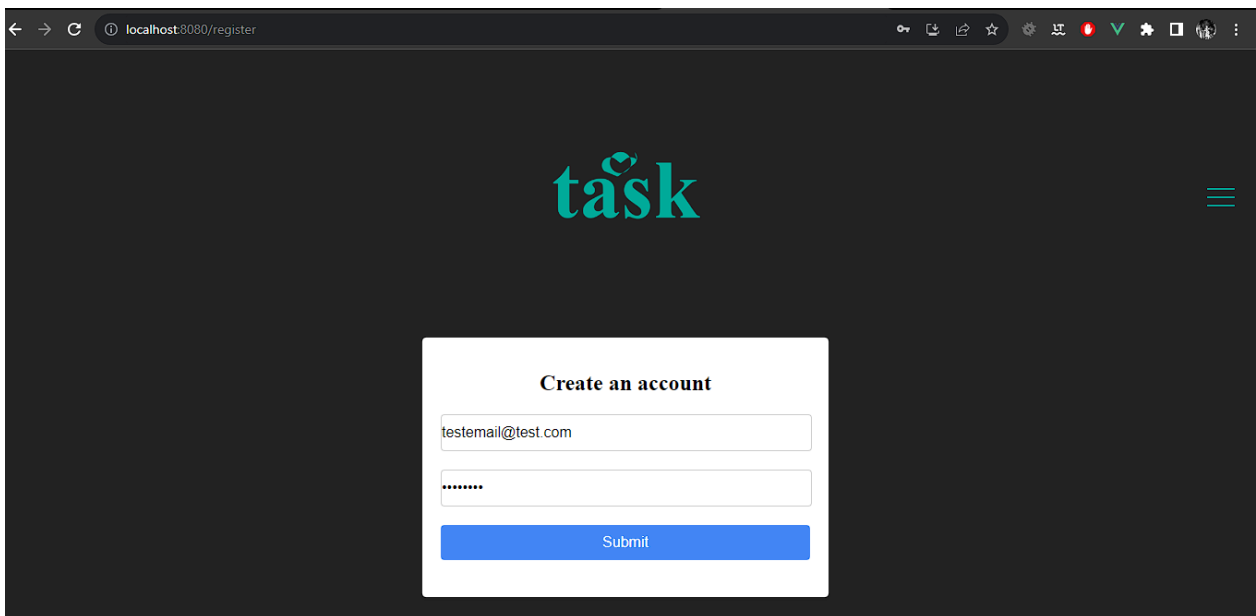 localhost:8080/register
task
Create an account
testemail@test.com
••••••••
Submit